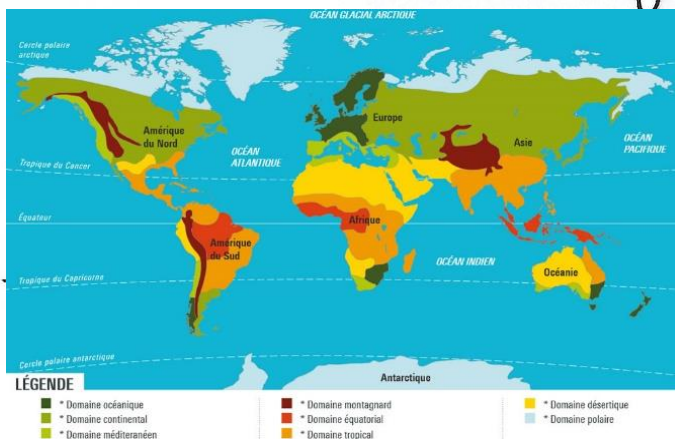 OCÉAN GLACIAL ARCTIQUE
Cercle polaire
arctique
Amérique
du Nord
Europe
Asie
OCÉAN
PACIFIQUE
OCÉAN
ATLANTIQUE
Tropique du Cancer
Équateur
Afrique
Amérique
du Sud
OCÉAN INDIEN
Océanie
Tropique du Capricorne
Cercle polaire antarctique
Antarctique
LÉGENDE
* Domaine océanique
* Domaine continental
* Domaine méditeranéen
* Domaine montagnard
* Domaine équatorial
* Domaine tropical
* Domaine désertique
* Domaine polaire